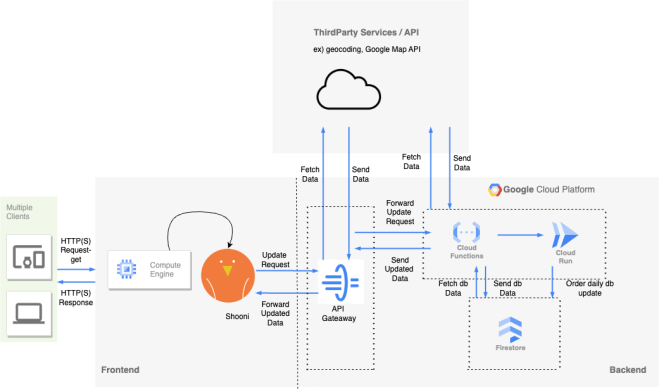 ThirdParty Services / API
ex) geocoding, Google Map API
Fetch
Data
Send
Data
Fetch
Data
Send
Data
Google Cloud Platform
Multiple
Clients
HTTP(S)
Request-
get
HTTP(S)
Response
Compute
Engine
Shooni
Update
Request
Forward
Updated
Data
API
Gateaway
Forward
Update
Request
Send
Updated
Data
Cloud
Functions
Cloud
Run
Fetch db
Data
Send db
Data
Order daily db
update
Firestore
Frontend
Backend